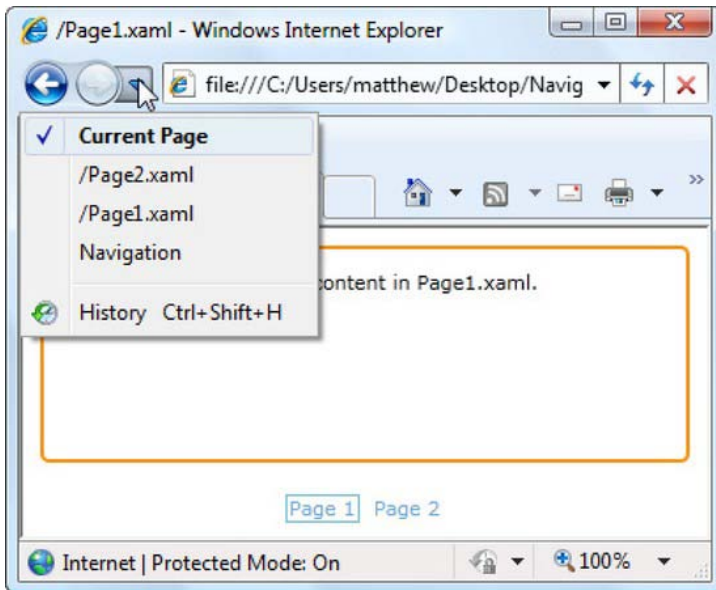 /Page1.xaml - Windows Internet Explorer
file:///C:/Users/matthew/Desktop/Navig
Current Page
/Page2.xaml
/Page1.xaml
Navigation
History Ctrl+Shift+H
content in Page1.xaml.
Page 1 Page 2
Internet | Protected Mode: On 100%